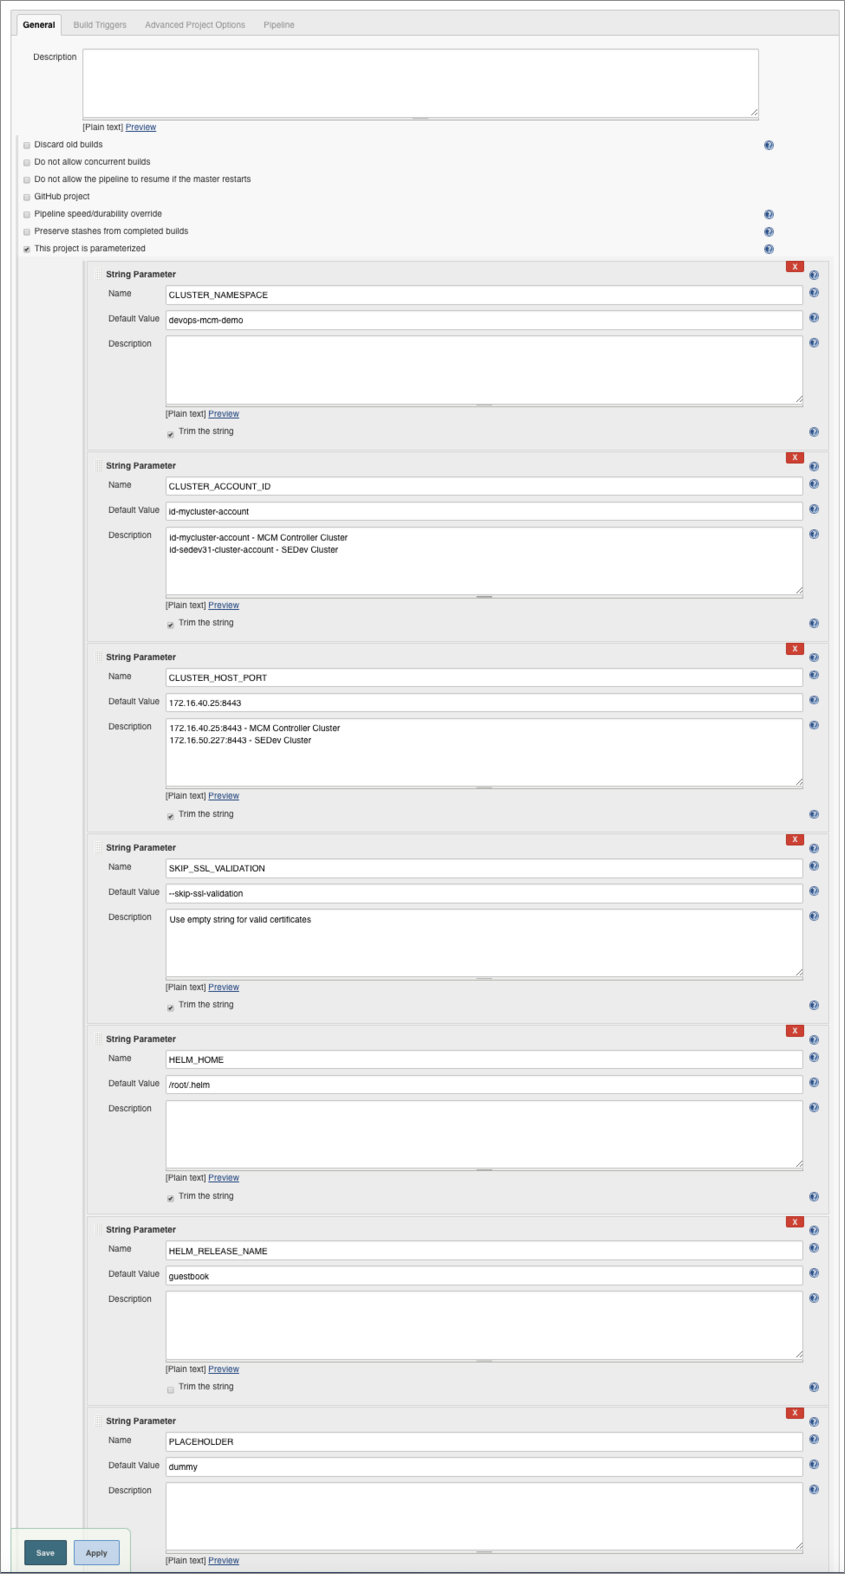 General Build Triggers Advanced Project Options Pipeline
Description
[Plain text] Preview
Discard old builds
Do not allow concurrent builds
Do not allow the pipeline to resume if the master restarts
GitHub project
Pipeline speed/durability override
Preserve stashes from completed builds
This project is parameterized
X
String Parameter
Name CLUSTER_NAMESPACE
Default Value devops-mcm-demo
Description
[Plain text] Preview
Trim the string
X
String Parameter
Name CLUSTER_ACCOUNT_ID
Default Value id-mycluster-account
Description id-mycluster-account - MCM Controller Cluster
id-sedev31-cluster-account - SEDev Cluster
[Plain text] Preview
Trim the string
X
String Parameter
Name CLUSTER_HOST_PORT
Default Value 172.16.40.25:8443
Description 172.16.40.25:8443 - MCM Controller Cluster
172.16.50.227:8443 - SEDev Cluster
[Plain text] Preview
Trim the string
X
String Parameter
Name SKIP_SSL_VALIDATION
Default Value --skip-ssl-validation
Description Use empty string for valid certificates
[Plain text] Preview
Trim the string
X
String Parameter
Name HELM_HOME
Default Value /root/.helm
Description
[Plain text] Preview
Trim the string
X
String Parameter
Name HELM_RELEASE_NAME
Default Value guestbook
Description
[Plain text] Preview
Trim the string
X
String Parameter
Name PLACEHOLDER
Default Value dummy
Description
Save Apply
[Plain text] Preview